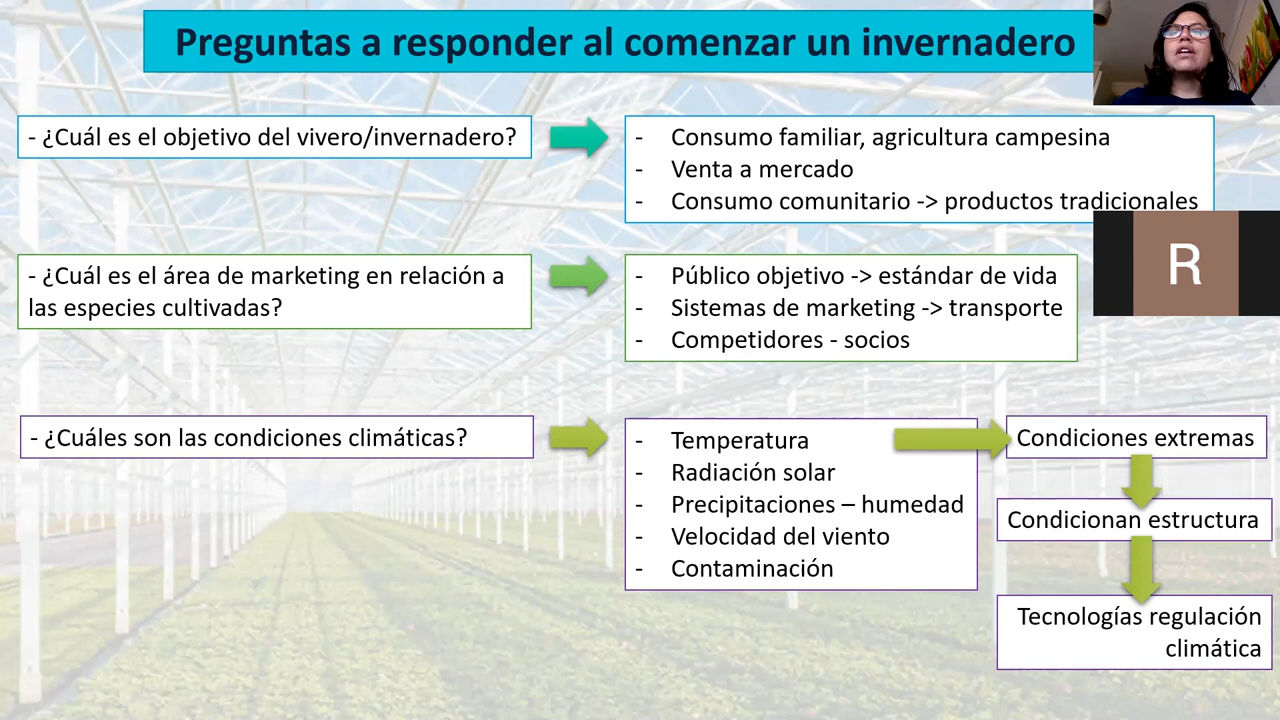 Preguntas a responder al comenzar un invernadero
- ¿Cuál es el objetivo del vivero/invernadero?
- Consumo familiar, agricultura campesina
- Venta a mercado
- Consumo comunitario -> productos tradicionales
R
- ¿Cuál es el área de marketing en relación a
las especies cultivadas?
- Público objetivo -> estándar de vida
- Sistemas de marketing -> transporte
- Competidores - socios
- ¿Cuáles son las condiciones climáticas?
- Temperatura
- Radiación solar
- Precipitaciones – humedad
- Velocidad del viento
- Contaminación
Condiciones extremas
Condicionan estructura
Tecnologías regulación
climática